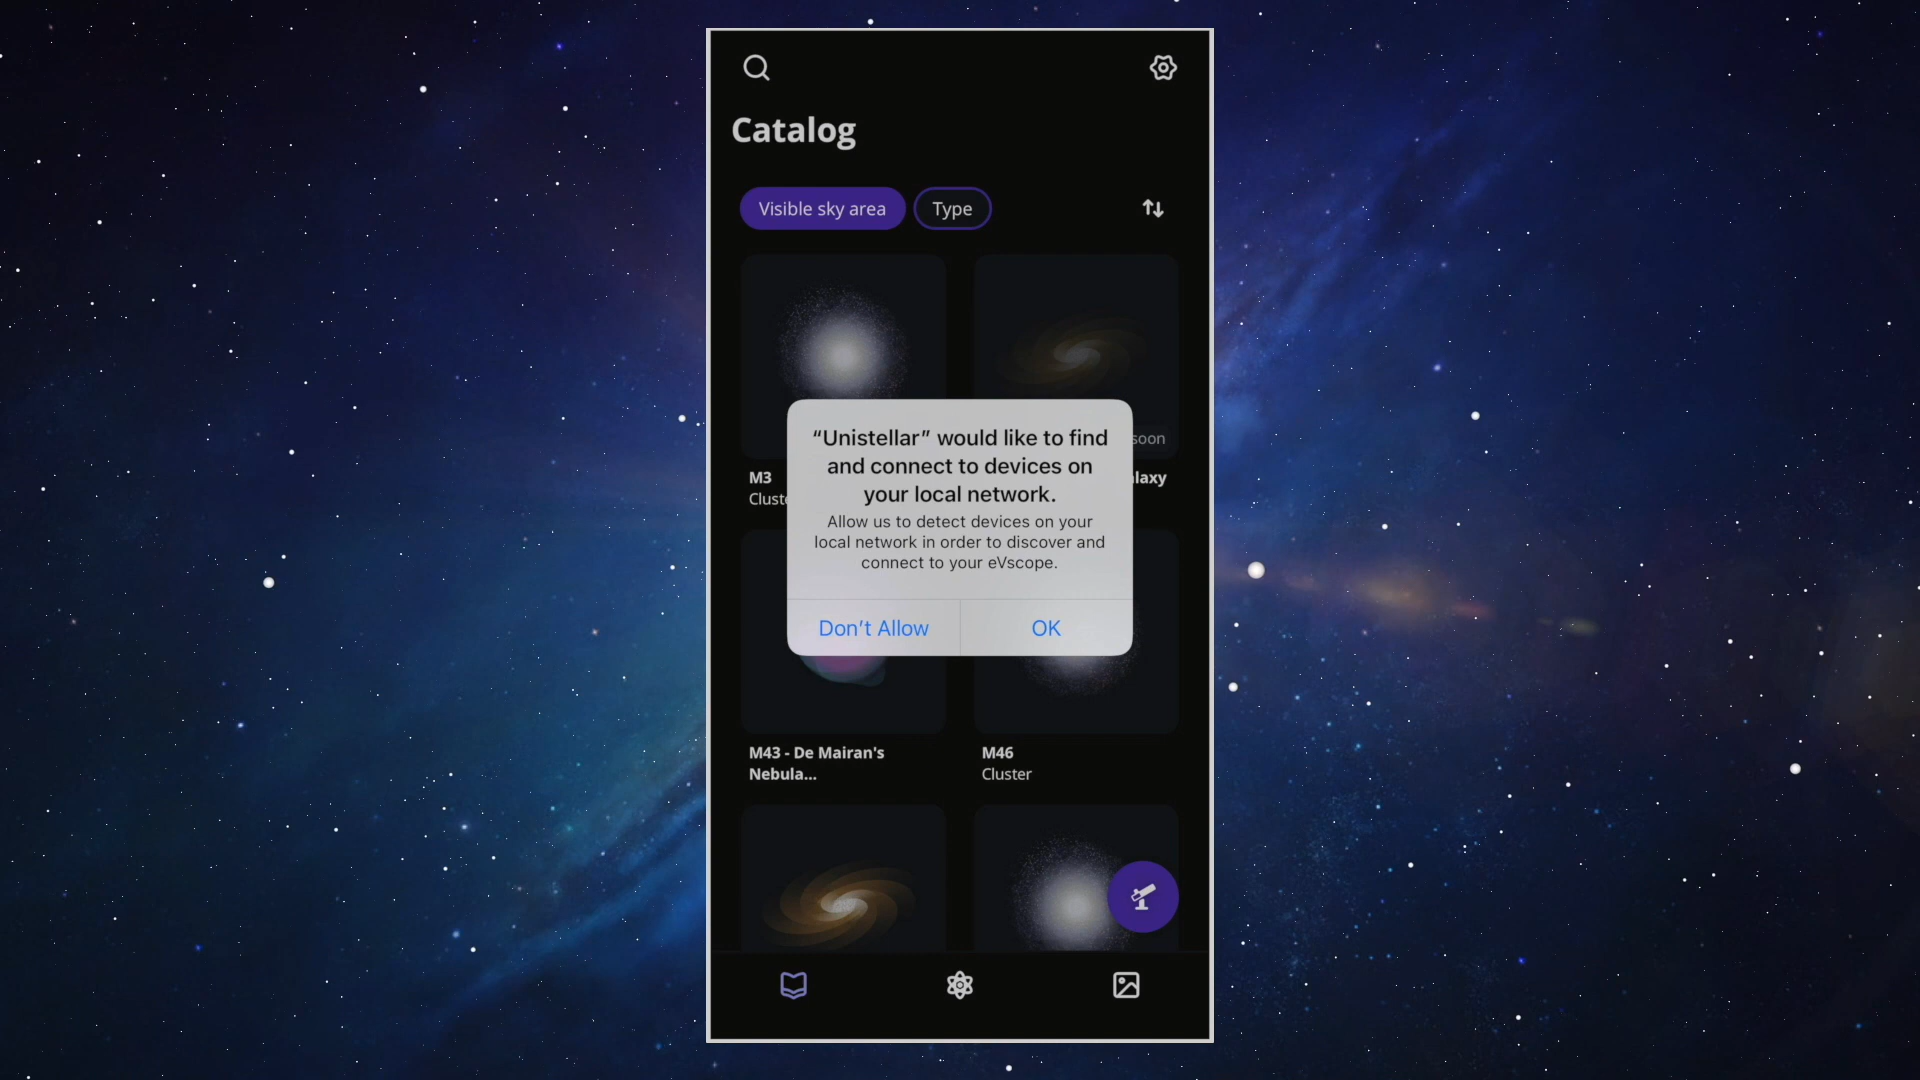 Catalog
Visible sky area
Type
soon
M3
laxy
“Unistellar” would like to find
and connect to devices on
your local network.
Allow us to detect devices on your
local network in order to discover and
connect to your eVscope.
Don’t Allow
OK
M43 - De Mairan's
Nebula...
M46
Cluster